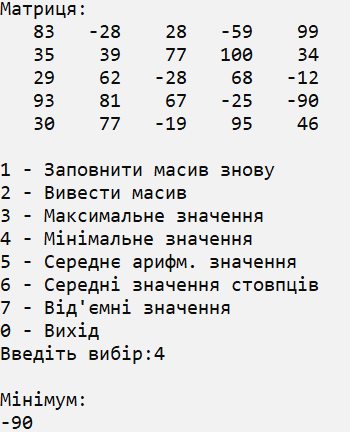 Матриця:
83 -28 28 -59 99
35 39 77 100 34
29 62 -28 68 -12
93 81 67 -25 -90
30 77 -19 95 46
1 - Заповнити масив знову
2 - Вивести масив
3 - Максимальне значення
4 - Мінімальне значення
5 - Середнє арифм. значення
6 - Середні значення стовпців
7 - Від'ємні значення
0 - Вихід
Введіть вибір:4
Мінімум:
-90